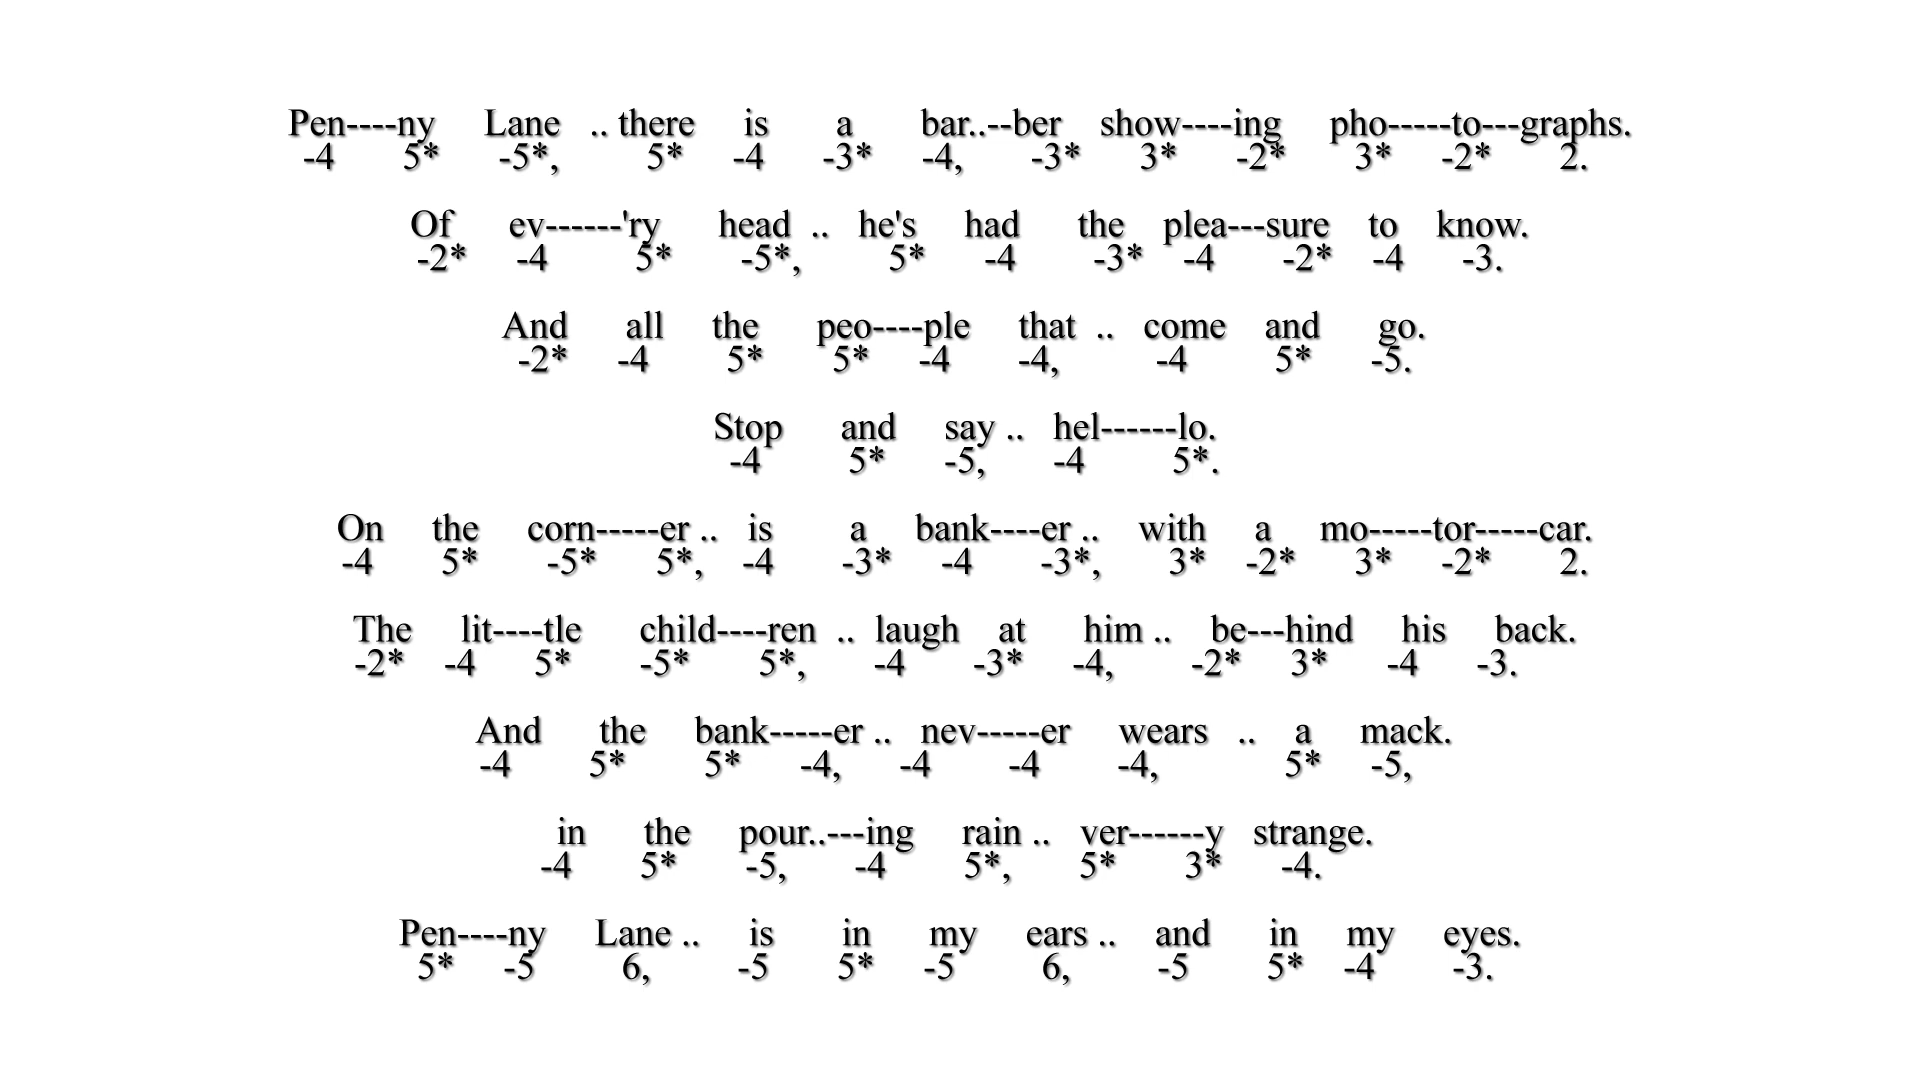 Pen----ny Lane .. there is a bar..--ber show----ing pho-----to---graphs.
-4 5* -5*, 5* -4 -3* -4, -3* 3* -2* 3* -2* 2.
Of ev------'ry head .. he's had the plea---sure to know.
-2* -4 5* -5*, 5* -4 -3* -4 -2* -4 -3.
And all the peo----ple that .. come and go.
-2* -4 5* 5* -4 -4, -4 5* -5.
Stop and say .. hel------lo.
-4 5* -5, -4 5*.
On the corn-----er .. is a bank----er .. with a mo-----tor-----car.
-4 5* -5* 5*, -4 -3* -4 -3*, 3* -2* 3* -2* 2.
The lit----tle child----ren .. laugh at him .. be---hind his back.
-2* -4 5* -5* 5*, -4 -3* -4, -2* 3* -4 -3.
And the bank-----er .. nev-----er wears .. a mack.
-4 5* 5* -4, -4 -4 -4, 5* -5,
in the pour..---ing rain .. ver------y strange.
-4 5* -5, -4 5*, 5* 3* -4.
Pen----ny Lane .. is in my ears .. and in my eyes.
5* -5 6, -5 5* -5 6, -5 5* -4 -3.